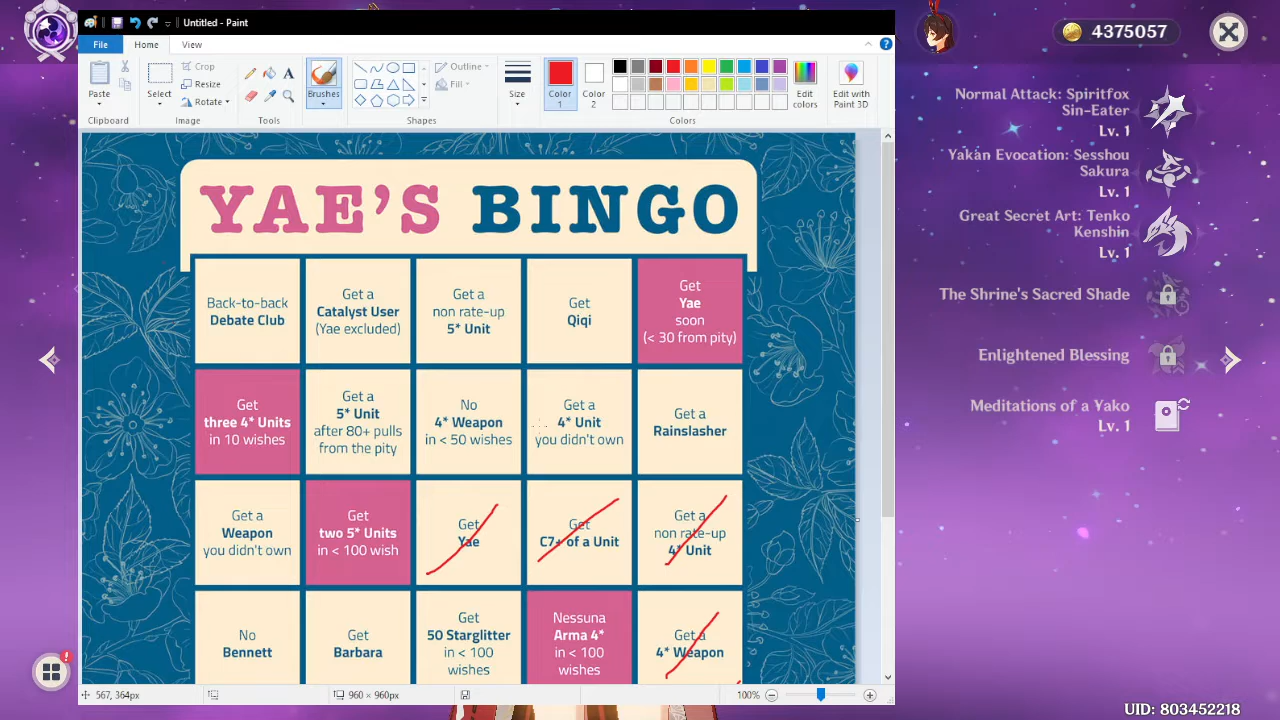 Untitled - Paint
File
Home
View
Paste
Cut
Select
Crop
Resize
Rotate
A
Brushes
Outline
Fill
Size
Color
1
Color
2
Edit
colors
Edit with
Paint 3D
Clipboard
Image
Tools
Shapes
Colors
YAE'S BINGO
Back-to-back
Debate Club
Get a
Catalyst User
(Yae excluded)
Get a
non rate-up
5* Unit
Get
Qiqi
Get
Yae
soon
(< 30 from pity)
Get
three 4* Units
in 10 wishes
Get a
5* Unit
after 80+ pulls
from the pity
No
4* Weapon
in < 50 wishes
Get a
4* Unit
you didn't own
Get a
Rainslasher
Get a
Weapon
you didn't own
Get
two 5* Units
in < 100 wish
Get
Yae
Get
C7+ of a Unit
Get a
non rate-up
4* Unit
No
Bennett
Get
Barbara
Get
50 Starglitter
in < 100
wishes
Nessuna
Arma 4*
in < 100
wishes
Get a
4* Weapon
567, 364px
960 × 960px
100%
4375057
Normal Attack: Spiritfox
Sin-Eater
Lv. 1
Yakan Evocation: Sesshou
Sakura
Lv. 1
Great Secret Art: Tenko
Kenshin
Lv. 1
The Shrine's Sacred Shade
Enlightened Blessing
Meditations of a Yako
Lv. 1
UID: 803452218